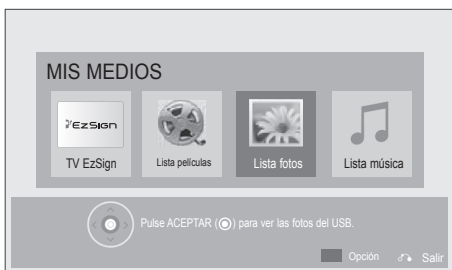 MIS MEDIOS
EzSign
TV EzSign
Lista películas
Lista fotos
Lista música
Pulse ACEPTAR (◉) para ver las fotos del USB.
Opción
Salir